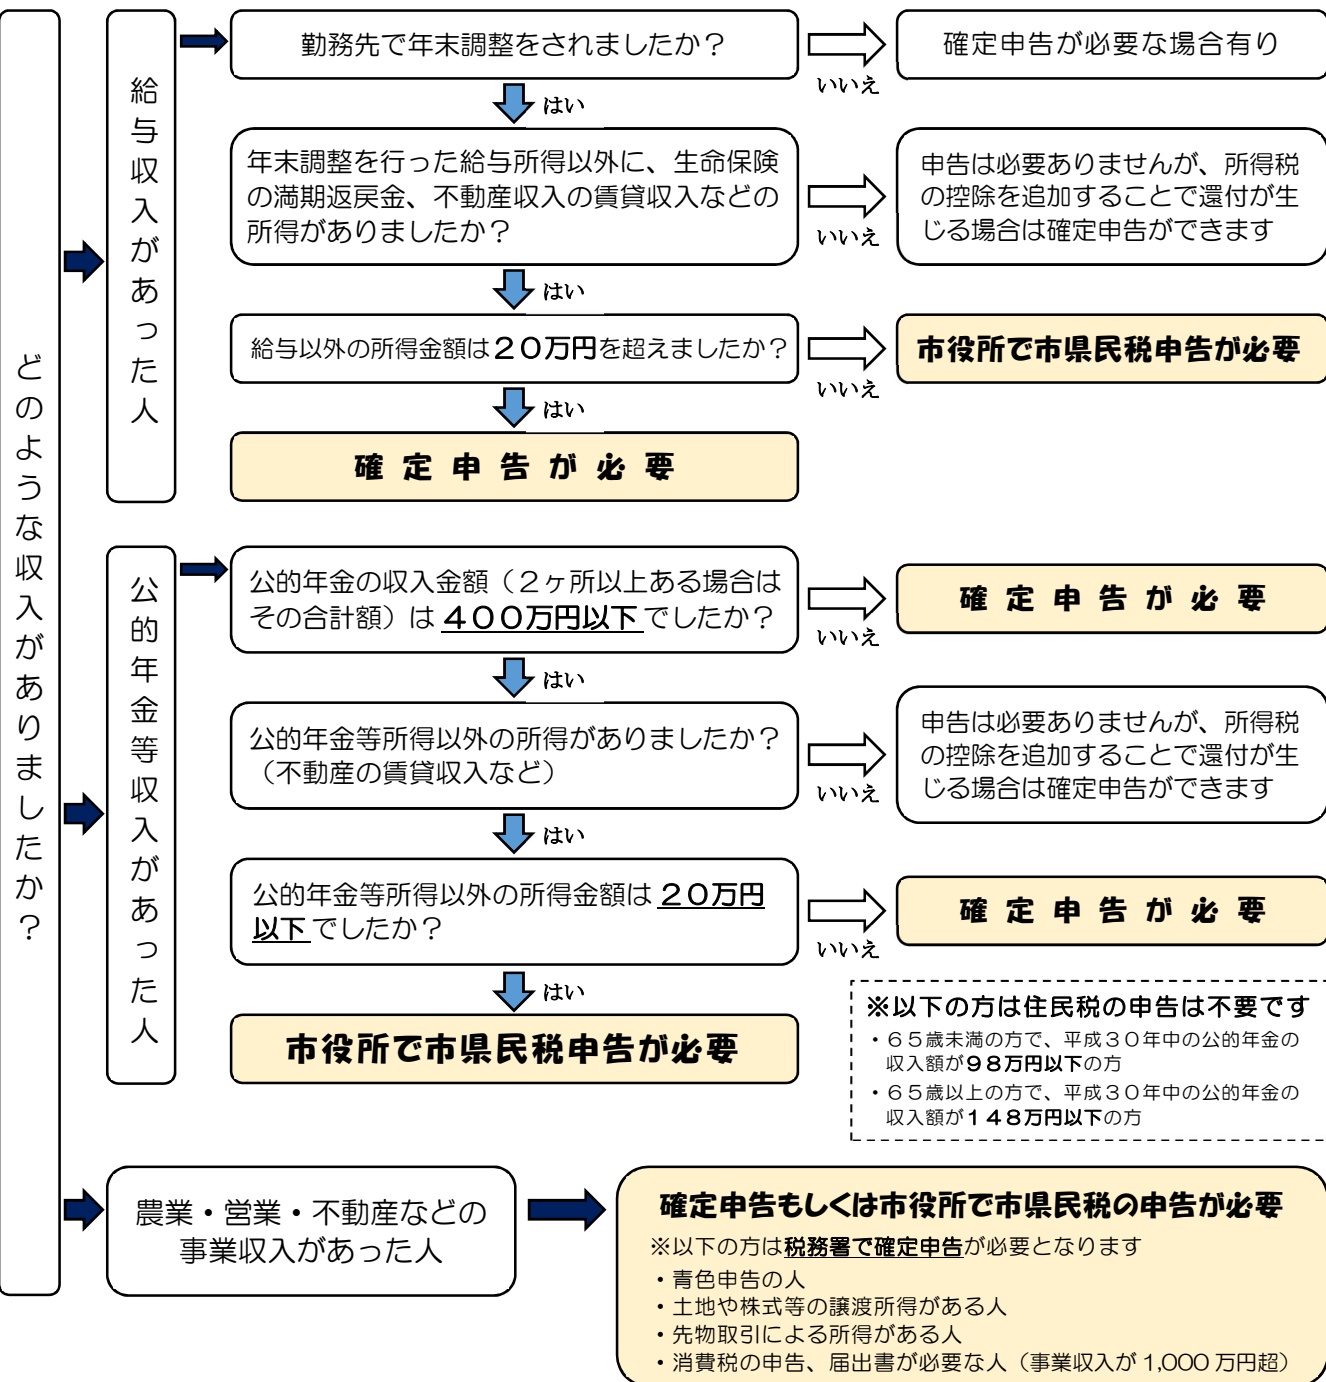 どのような収入がありましたか？
給与収入があった人
勤務先で年末調整をされましたか？
いいえ
確定申告が必要な場合有り
はい
年末調整を行った給与所得以外に、生命保険
の満期返戻金、不動産収入の賃貸収入などの
所得がありましたか？
いいえ
申告は必要ありませんが、所得税
の控除を追加することで還付が生
じる場合は確定申告ができます
はい
給与以外の所得金額は２０万円を超えましたか？
いいえ
市役所で市県民税申告が必要
はい
確定申告が必要
公的年金等収入があった人
公的年金の収入金額（２ヶ所以上ある場合は
その合計額）は４００万円以下でしたか？
いいえ
確定申告が必要
はい
公的年金等所得以外の所得がありましたか？
（不動産の賃貸収入など）
いいえ
申告は必要ありませんが、所得税
の控除を追加することで還付が生
じる場合は確定申告ができます
はい
公的年金等所得以外の所得金額は２０万円
以下でしたか？
いいえ
確定申告が必要
はい
市役所で市県民税申告が必要
※以下の方は住民税の申告は不要です
・６５歳未満の方で、平成３０年中の公的年金の
収入額が９８万円以下の方
・６５歳以上の方で、平成３０年中の公的年金の
収入額が１４８万円以下の方
農業・営業・不動産などの
事業収入があった人
確定申告もしくは市役所で市県民税の申告が必要
※以下の方は税務署で確定申告が必要となります
・青色申告の人
・土地や株式等の譲渡所得がある人
・先物取引による所得がある人
・消費税の申告、届出書が必要な人（事業収入が 1,000 万円超）